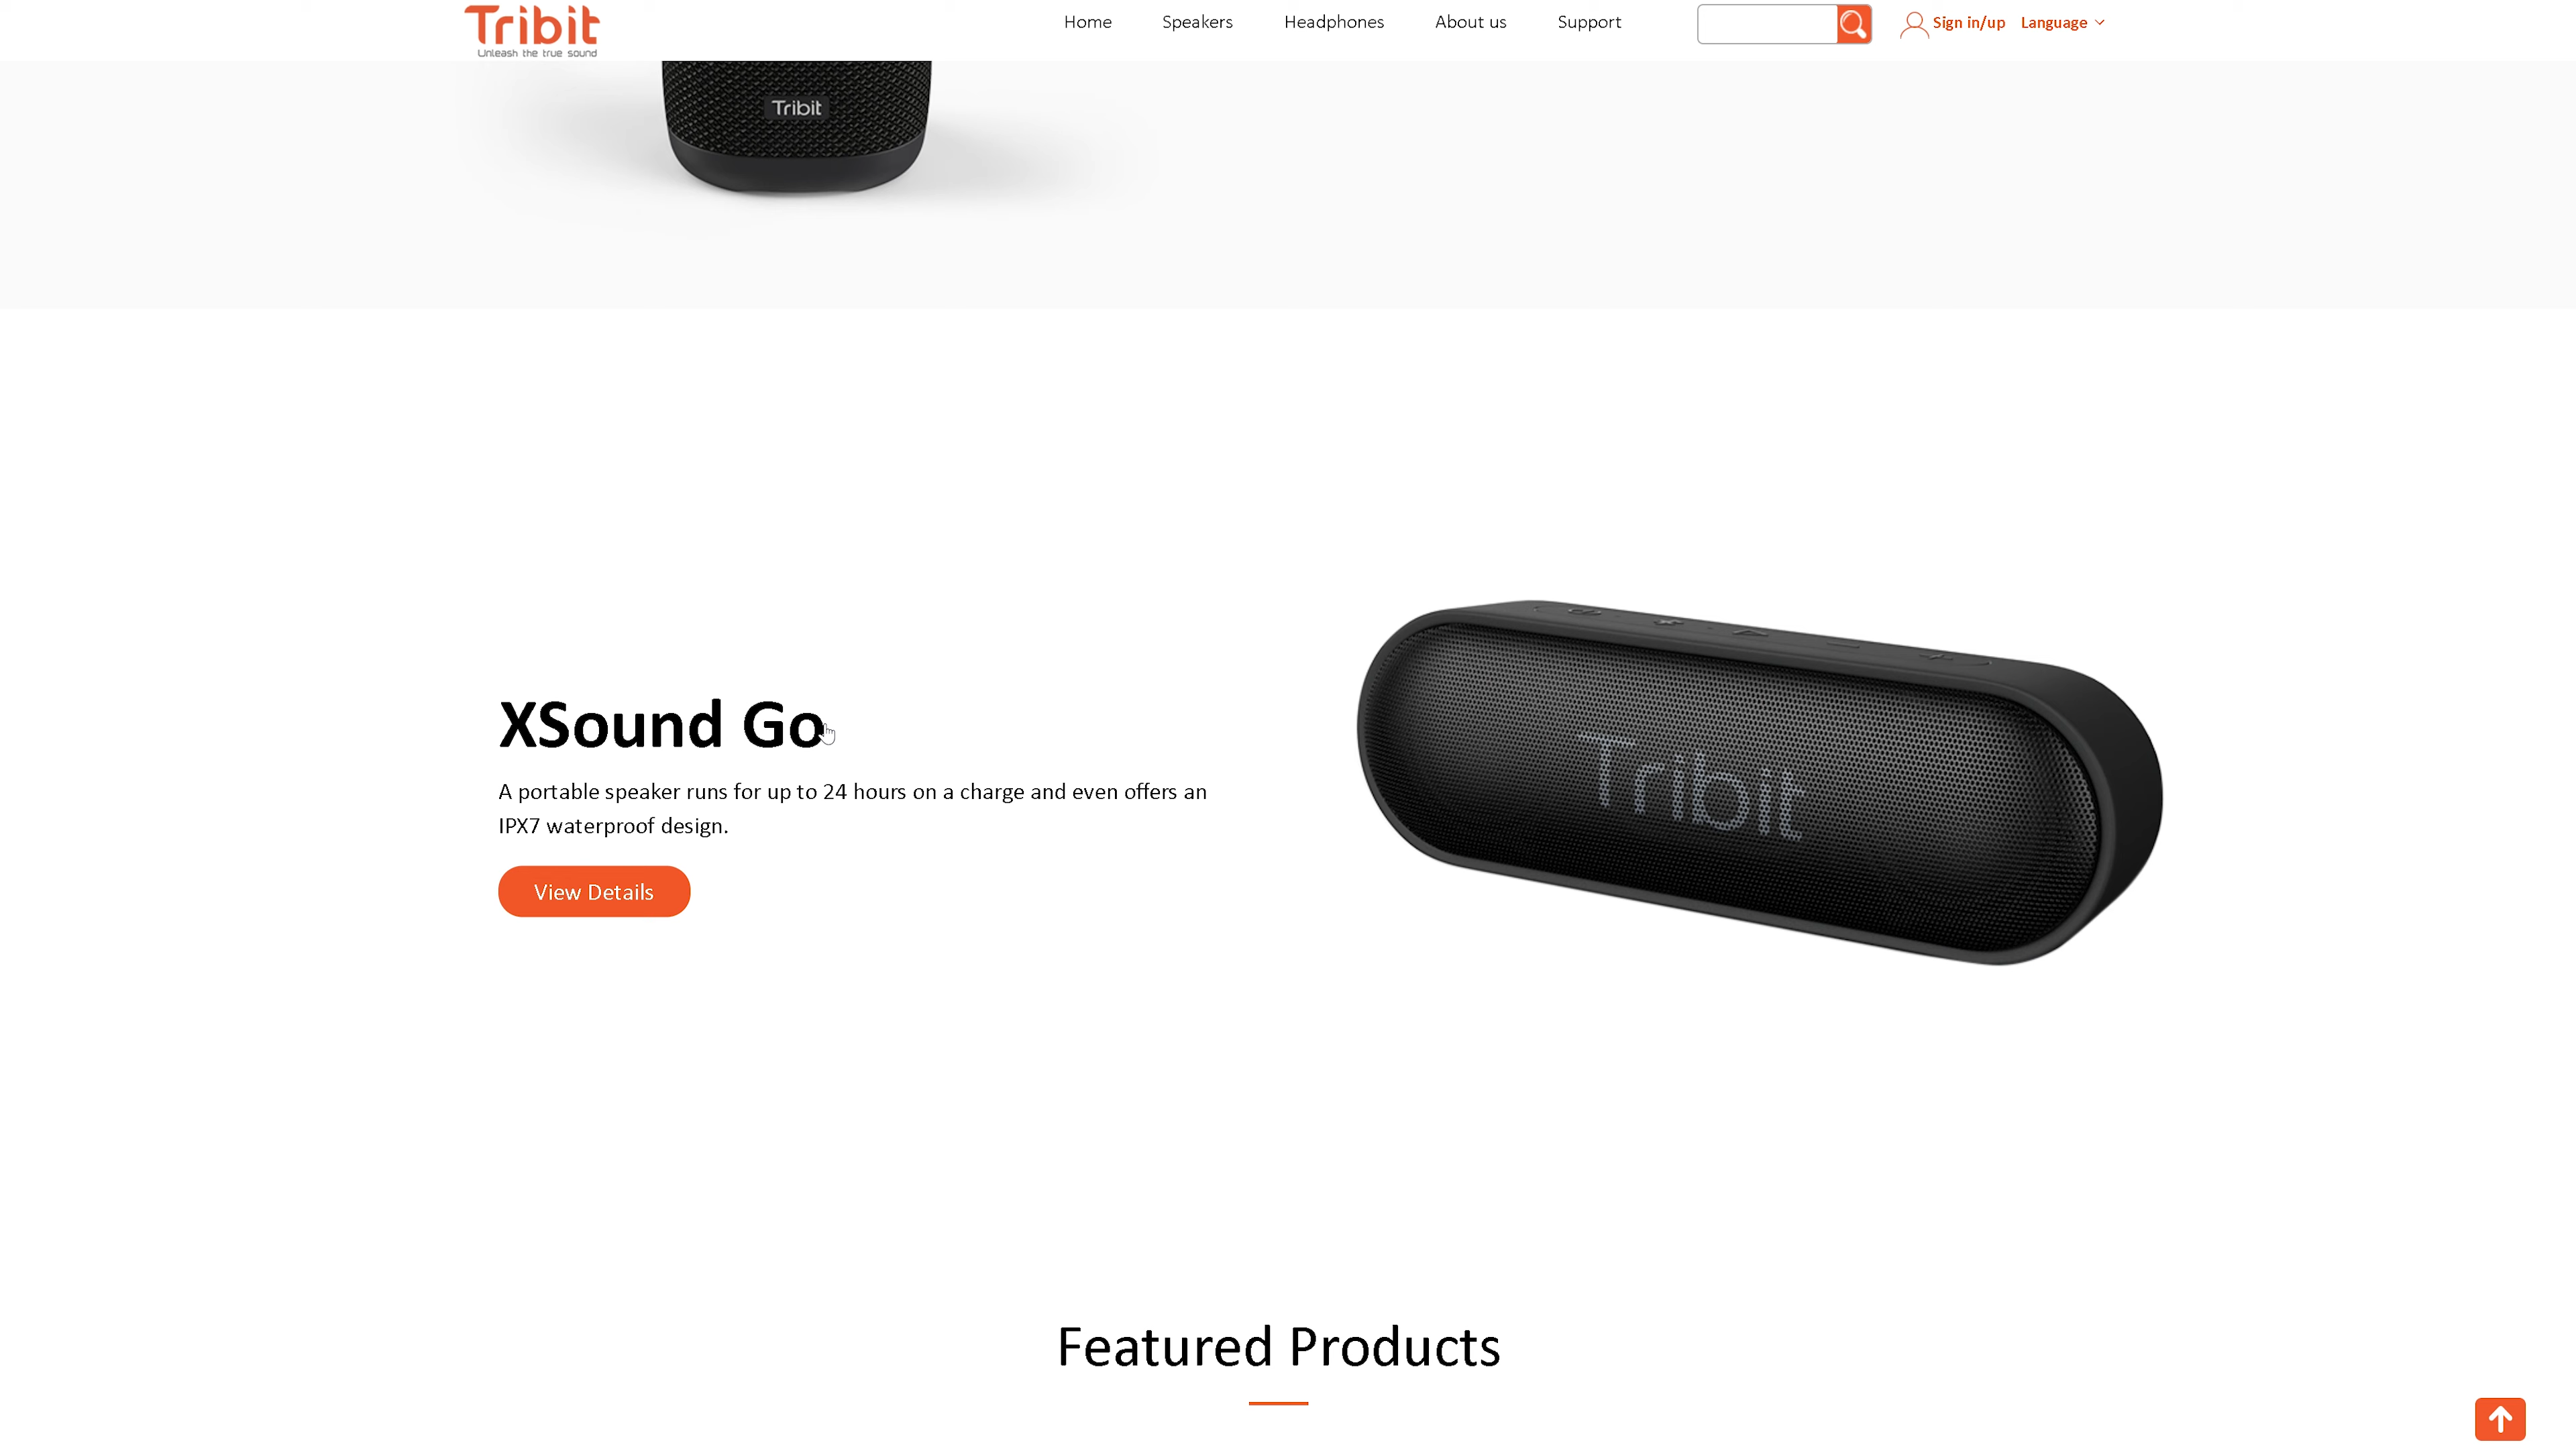 Tribit
Unleash the true sound
Home
Speakers
Headphones
About us
Support
Sign in/up
Language
Tribit
XSound Go
A portable speaker runs for up to 24 hours on a charge and even offers an
IPX7 waterproof design.
View Details
Tribit
Featured Products